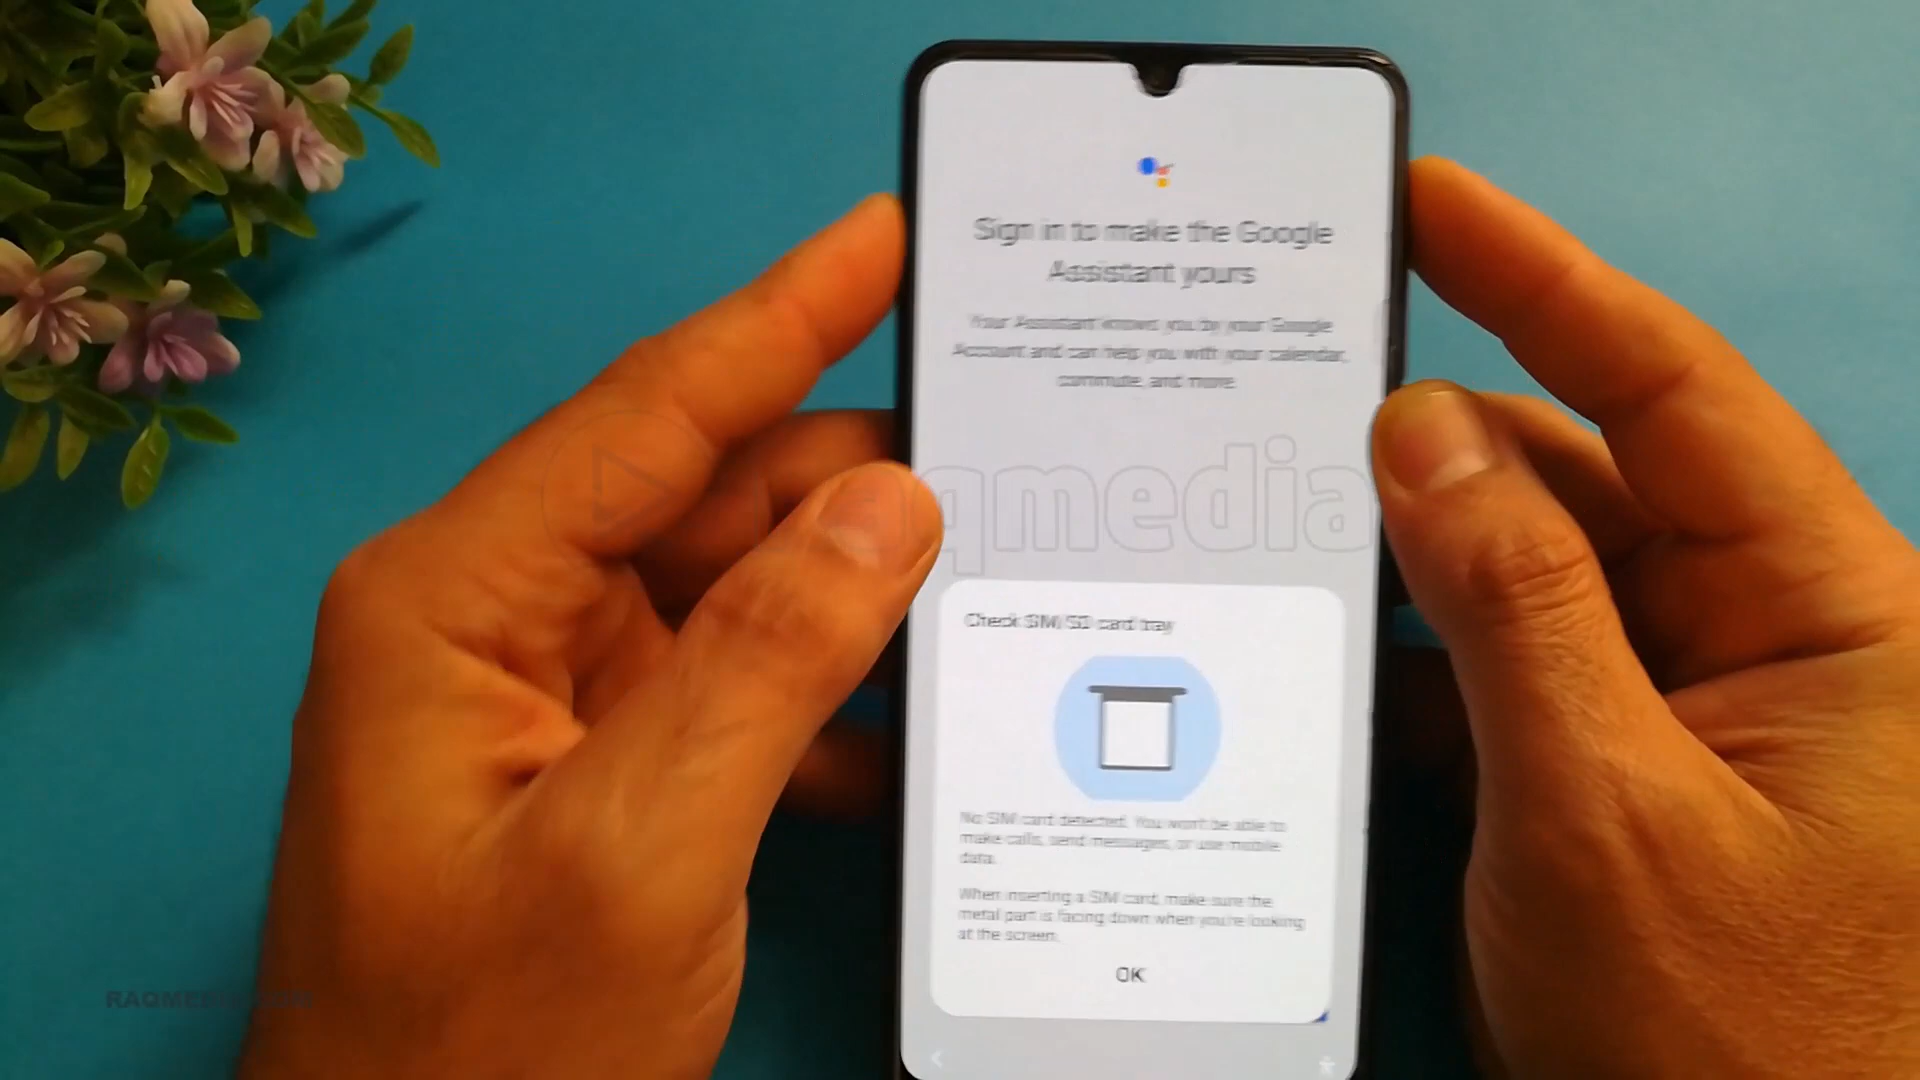 Sign in to make the Google
Assistant yours
Your Assistant knows you by your Google
Account and can help you with your calendar,
commute, and more.
raqmedia
Check SIM/SD card tray
No SIM card detected. You won't be able to
make calls, send messages, or use mobile
data.
When inserting a SIM card, make sure the
metal part is facing down when you're looking
at the screen.
OK
RAQMEDIA.COM